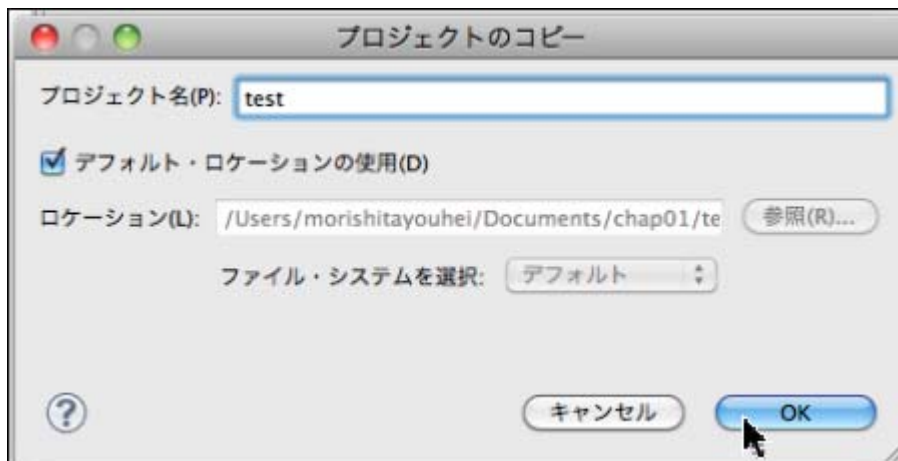 プロジェクトのコピー
プロジェクト名(P): test
デフォルト・ロケーションの使用(D)
ロケーション(L): /Users/morishitayouhei/Documents/chap01/te 参照(R)...
ファイル・システムを選択: デフォルト
? キャンセル OK